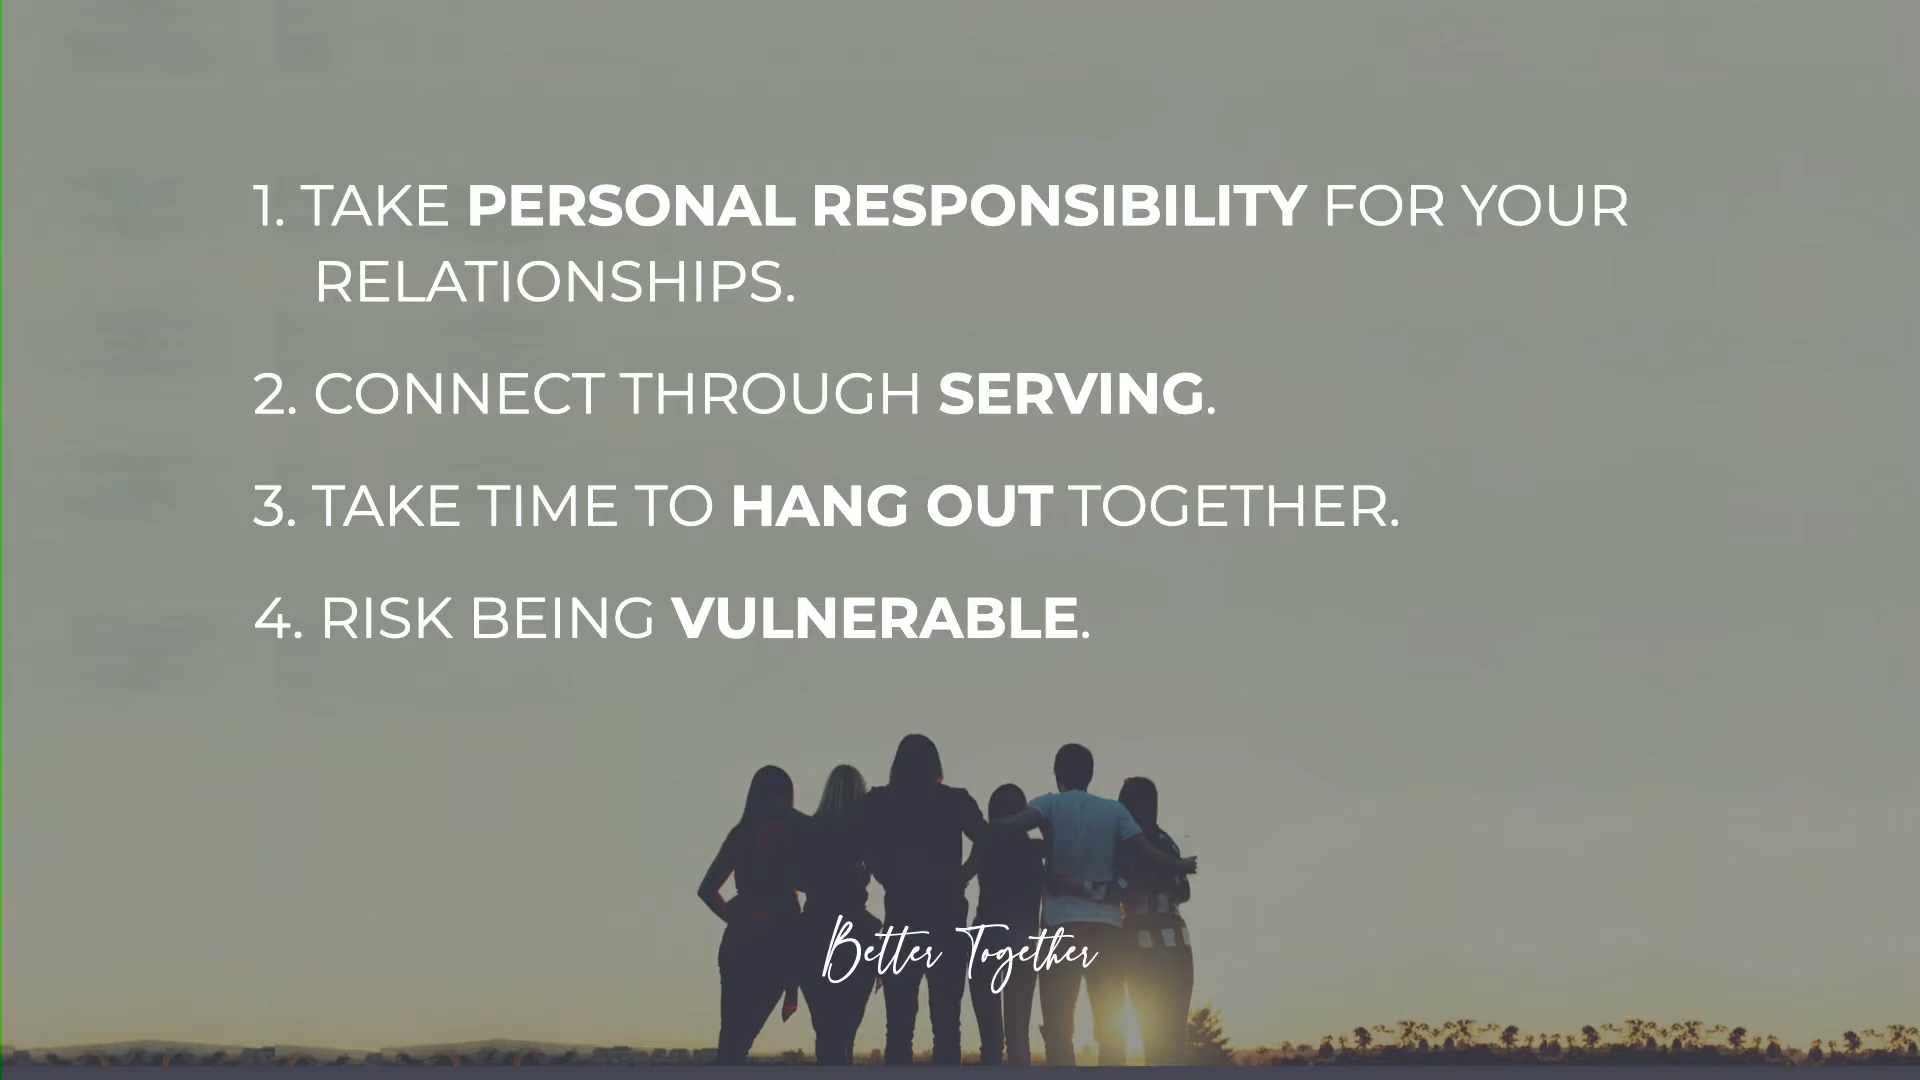 1. TAKE PERSONAL RESPONSIBILITY FOR YOUR
RELATIONSHIPS.
2. CONNECT THROUGH SERVING.
3. TAKE TIME TO HANG OUT TOGETHER.
4. RISK BEING VULNERABLE.
Better Together